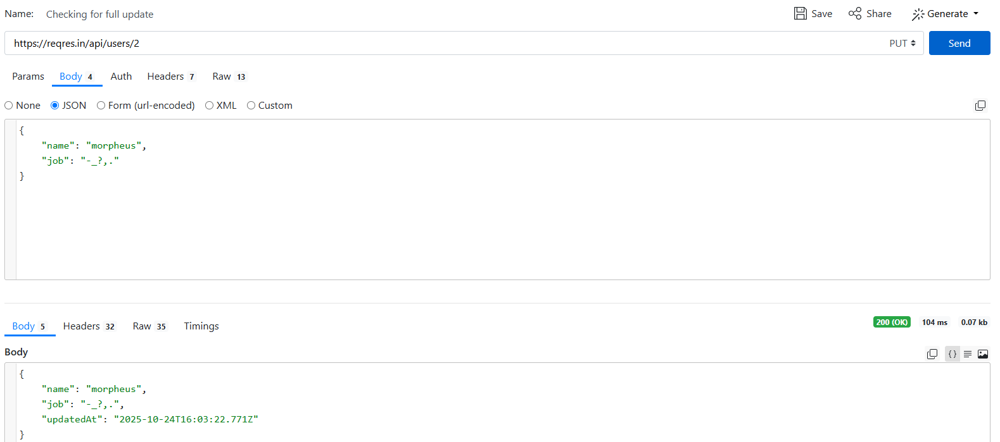 Name: Checking for full update Save Share Generate
https://reqres.in/api/users/2 PUT Send
Params Body 4 Auth Headers 7 Raw 13
None JSON Form (url-encoded) XML Custom
{
"name": "morpheus",
"job": "-_?,."
}
Body 5 Headers 32 Raw 35 Timings 200 (OK) 104 ms 0.07 kb
Body {}
{
"name": "morpheus",
"job": "-_?,.",
"updatedAt": "2025-10-24T16:03:22.771Z"
}